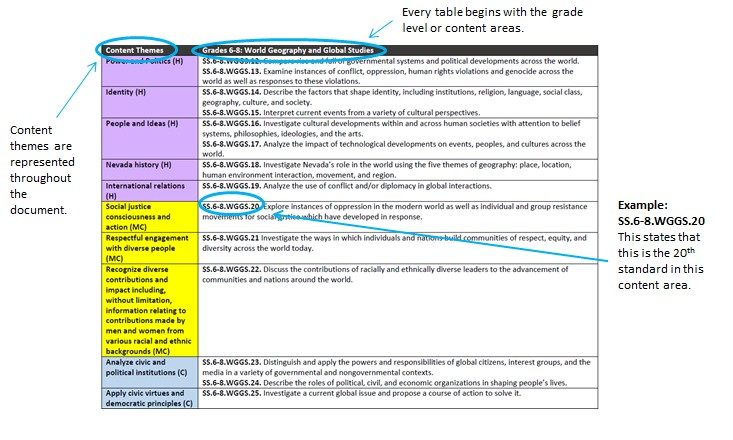 Every table begins with the grade
level or content areas.
Content Themes
Grades 6-8: World Geography and Global Studies
Power and Politics (H)
SS.6-8.WGGS.12. Compare rise and fall of governmental systems and political developments across the world.
SS.6-8.WGGS.13. Examine instances of conflict, oppression, human rights violations and genocide across the
world as well as responses to these violations.
Identity (H)
SS.6-8.WGGS.14. Describe the factors that shape identity, including institutions, religion, language, social class,
geography, culture, and society.
SS.6-8.WGGS.15. Interpret current events from a variety of cultural perspectives.
People and Ideas (H)
SS.6-8.WGGS.16. Investigate cultural developments within and across human societies with attention to belief
systems, philosophies, ideologies, and the arts.
SS.6-8.WGGS.17. Analyze the impact of technological developments on events, peoples, and cultures across the
world.
Nevada history (H)
SS.6-8.WGGS.18. Investigate Nevada's role in the world using the five themes of geography: place, location,
human environment interaction, movement, and region.
International relations
(H)
SS.6-8.WGGS.19. Analyze the use of conflict and/or diplomacy in global interactions.
Social justice
consciousness and
action (MC)
SS.6-8.WGGS.20. Explore instances of oppression in the modern world as well as individual and group resistance
movements for social justice which have developed in response.
Respectful engagement
with diverse people
(MC)
SS.6-8.WGGS.21 Investigate the ways in which individuals and nations build communities of respect, equity, and
diversity across the world today.
Recognize diverse
contributions and
impact including,
without limitation,
information relating to
contributions made by
men and women from
various racial and ethnic
backgrounds (MC)
SS.6-8.WGGS.22. Discuss the contributions of racially and ethnically diverse leaders to the advancement of
communities and nations around the world.
Analyze civic and
political institutions (C)
SS.6-8.WGGS.23. Distinguish and apply the powers and responsibilities of global citizens, interest groups, and the
media in a variety of governmental and nongovernmental contexts.
SS.6-8.WGGS.24. Describe the roles of political, civil, and economic organizations in shaping people's lives.
Apply civic virtues and
democratic principles (C)
SS.6-8.WGGS.25. Investigate a current global issue and propose a course of action to solve it.
Content
themes are
represented
throughout
the
document.
Example:
SS.6-8.WGGS.20
This states that
this is the 20th
standard in this
content area.